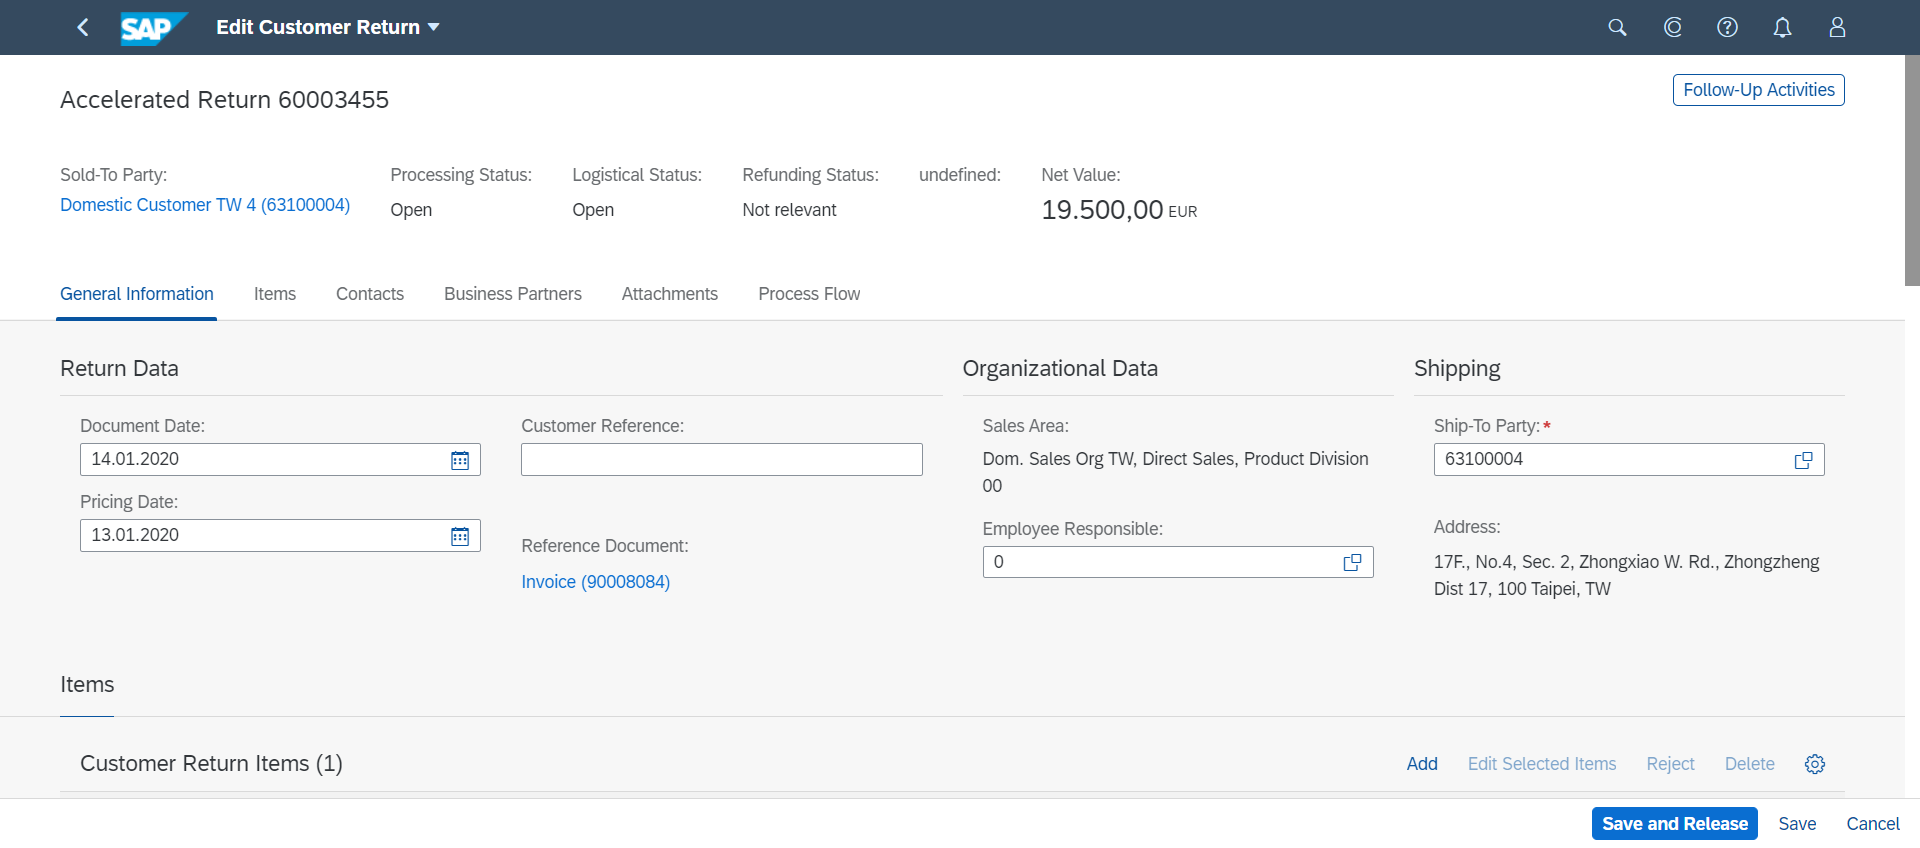 SAP
Edit Customer Return
Accelerated Return 60003455
Follow-Up Activities
Sold-To Party:
Domestic Customer TW 4 (63100004)
Processing Status:
Open
Logistical Status:
Open
Refunding Status:
Not relevant
undefined:
Net Value:
19.500,00 EUR
General Information
Items
Contacts
Business Partners
Attachments
Process Flow
Return Data
Document Date:
14.01.2020
Pricing Date:
13.01.2020
Customer Reference:
Reference Document:
Invoice (90008084)
Organizational Data
Sales Area:
Dom. Sales Org TW, Direct Sales, Product Division
00
Employee Responsible:
0
Shipping
Ship-To Party:*
63100004
Address:
17F., No.4, Sec. 2, Zhongxiao W. Rd., Zhongzheng
Dist 17, 100 Taipei, TW
Items
Customer Return Items (1)
Add
Edit Selected Items
Reject
Delete
Save and Release
Save
Cancel